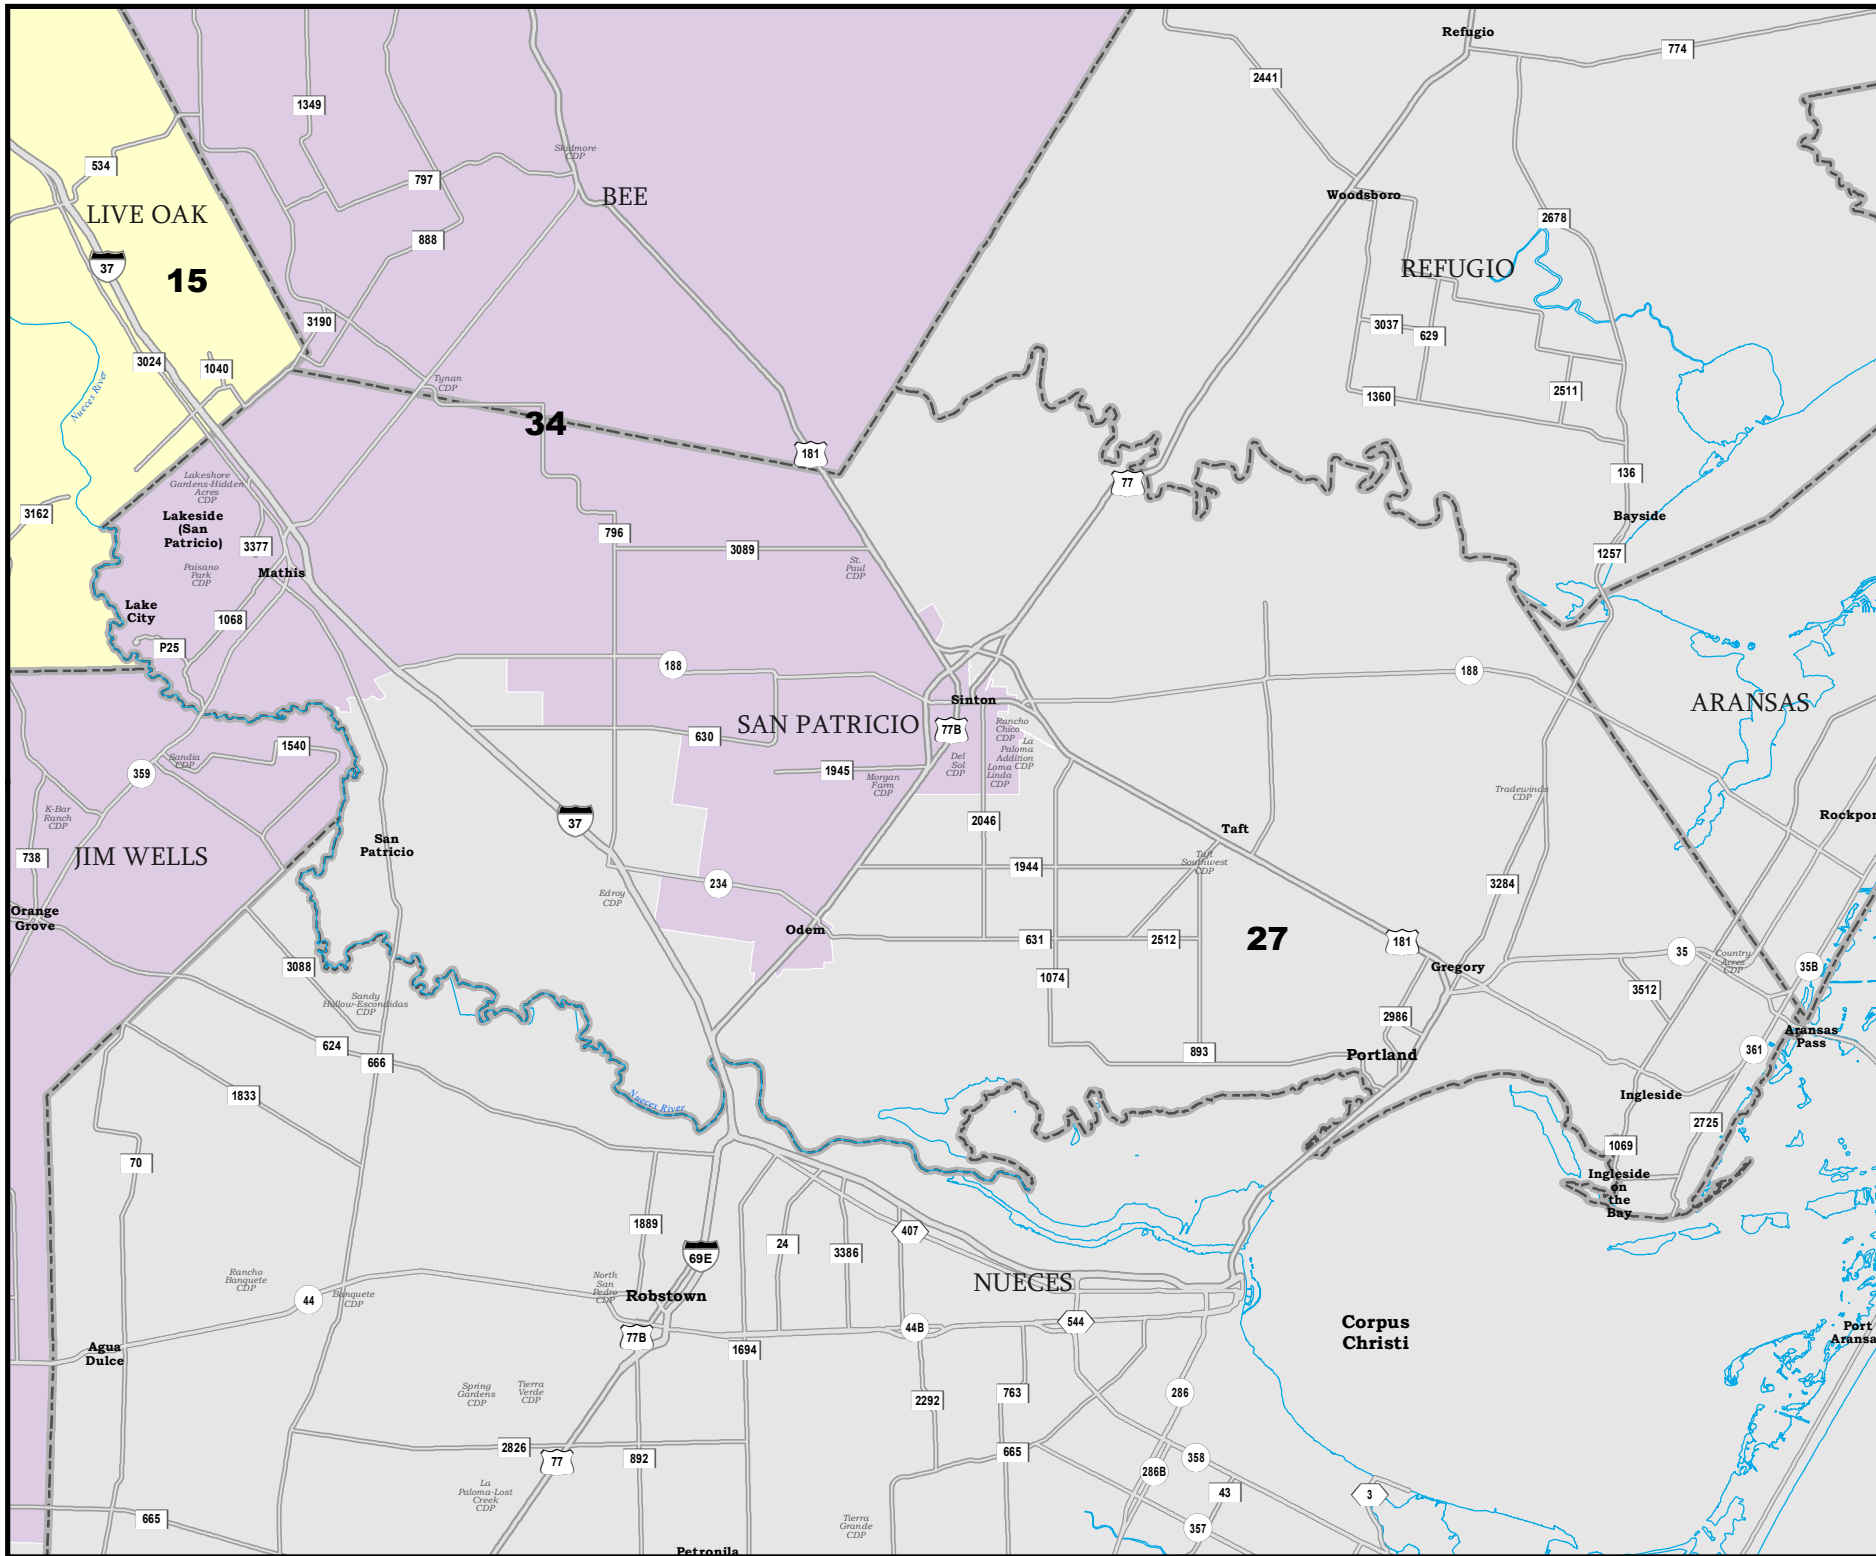 Refugio
774
2441
1349
534
Skidmore
CDP
797
BEE
Woodsboro
LIVE OAK
2678
888
37
REFUGIO
15
3190
3037
629
3024
1040
Nueces River
Tynan
CDP
2511
1360
34
181
136
77
Lakeshore
Gardens-Hidden
Acres
CDP
3162
Lakeside
(San
Patricio)
Bayside
796
3377
3089
1257
St.
Paul
CDP
Paisano
Park
CDP
Mathis
Lake
City
1068
P25
188
188
Sinton
ARANSAS
SAN PATRICIO
77B
Rancho
Chico
CDP
630
1540
La
Paloma
Addition
CDP
Sandia
CDP
Del
Sol
CDP
Loma
Linda
CDP
359
1945
Morgan
Farm
CDP
Tradewinds
CDP
K-Bar
Ranch
CDP
37
2046
Taft
Rockpor
San
Patricio
738
JIM WELLS
Taft
Southwest
CDP
1944
234
3284
Edroy
CDP
Orange
Grove
Odem
631
2512
27
181
35
Country
Acres
CDP
35B
3088
Gregory
1074
3512
Sandy
Hollow-Escondidas
CDP
2986
Aransas
Pass
624
666
893
Portland
361
1833
Nueces River
Ingleside
2725
1069
70
Ingleside
on
the
Bay
1889
24
3386
407
69E
Rancho
Banquete
CDP
North
San
Pedro
CDP
NUECES
44
Banquete
CDP
Robstown
Corpus
Christi
77B
44B
544
Port
Aransa
Agua
Dulce
1694
Spring
Gardens
CDP
Tierra
Verde
CDP
2292
763
286
2826
77
892
665
358
286B
La
Paloma-Lost
Creek
CDP
43
3
665
Tierra
Grande
CDP
357
Petronila